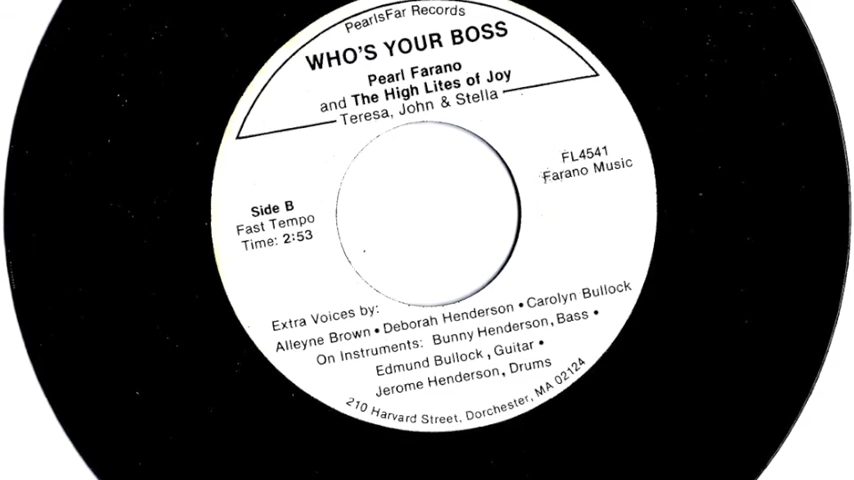 PearlsFar Records
WHO'S YOUR BOSS
Pearl Farano
and The High Lites of Joy
Teresa, John & Stella
FL4541
Farano Music
Side B
Fast Tempo
Time: 2:53
Extra Voices by:
Alleyne Brown • Deborah Henderson • Carolyn Bullock
On Instruments: Bunny Henderson, Bass •
Edmund Bullock, Guitar •
Jerome Henderson, Drums
210 Harvard Street, Dorchester, MA 02124